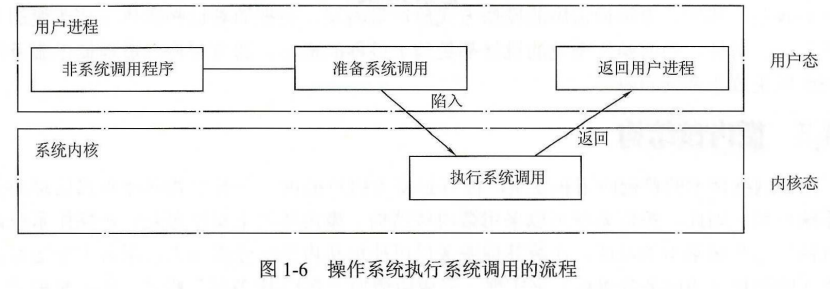 用户进程
非系统调用程序
准备系统调用
返回用户进程
用户态
陷入
返回
系统内核
执行系统调用
内核态
图 1-6 操作系统执行系统调用的流程